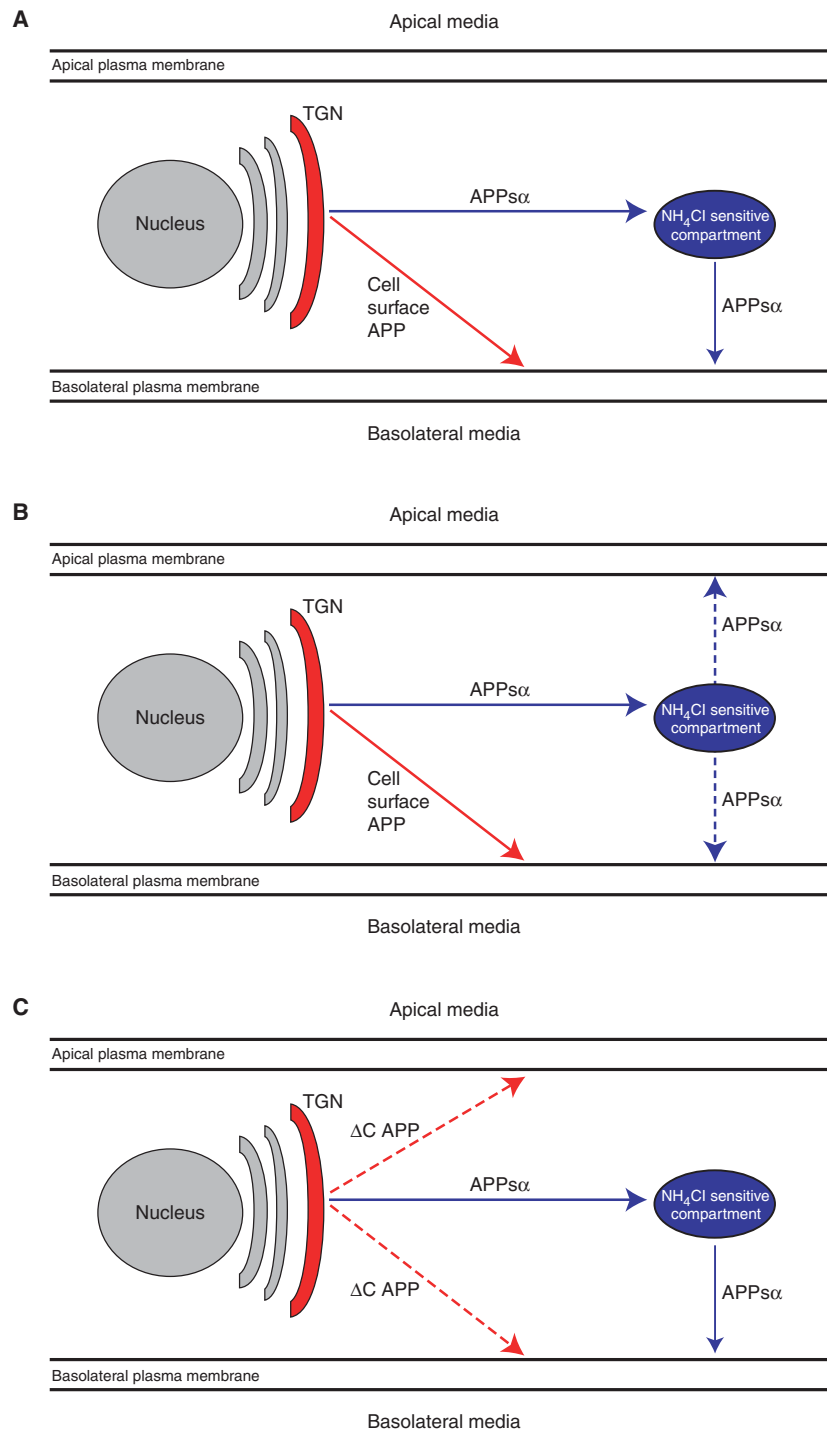 A
Apical media
Apical plasma membrane
TGN
Nucleus
APPsα
NH₄Cl sensitive
compartment
Cell
surface
APP
APPsα
Basolateral plasma membrane
Basolateral media
B
Apical media
Apical plasma membrane
TGN
APPsα
Nucleus
APPsα
NH₄Cl sensitive
compartment
Cell
surface
APP
APPsα
Basolateral plasma membrane
Basolateral media
C
Apical media
Apical plasma membrane
TGN
ΔC APP
Nucleus
APPsα
NH₄Cl sensitive
compartment
ΔC APP
APPsα
Basolateral plasma membrane
Basolateral media